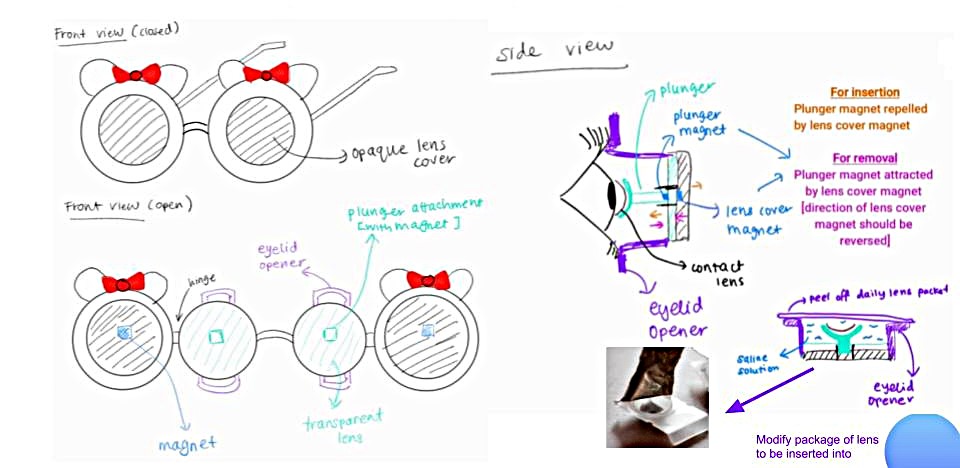 Front view (closed)
opaque lens
cover
Front view (open)
plunger attachment
[with magnet]
eyelid
opener
hinge
transparent
lens
magnet
side view
plunger
plunger
magnet
lens cover
magnet
contact
lens
eyelid
opener
For insertion
Plunger magnet repelled
by lens cover magnet
For removal
Plunger magnet attracted
by lens cover magnet
[direction of lens cover
magnet should be
reversed]
peel off daily lens packet
saline
solution
eyelid
opener
Modify package of lens
to be inserted into